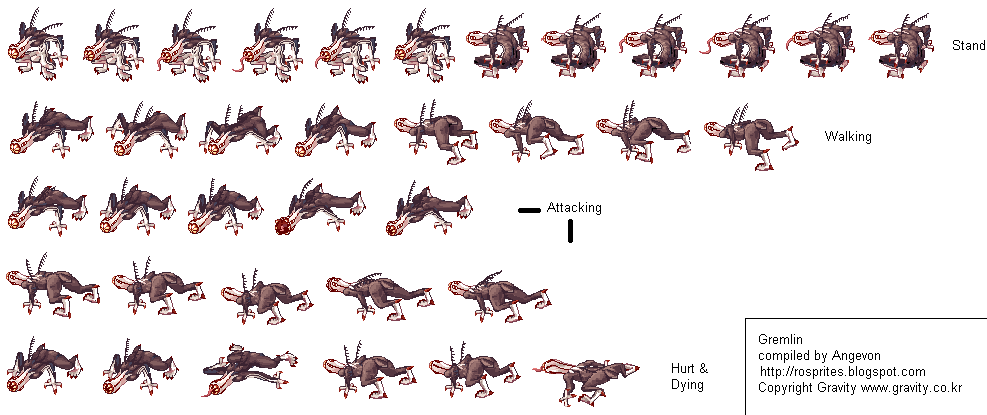 Stand
Walking
Attacking
Hurt &
Dying
Gremlin
compiled by Angevon
http://rosprites.blogspot.com
Copyright Gravity www.gravity.co.kr